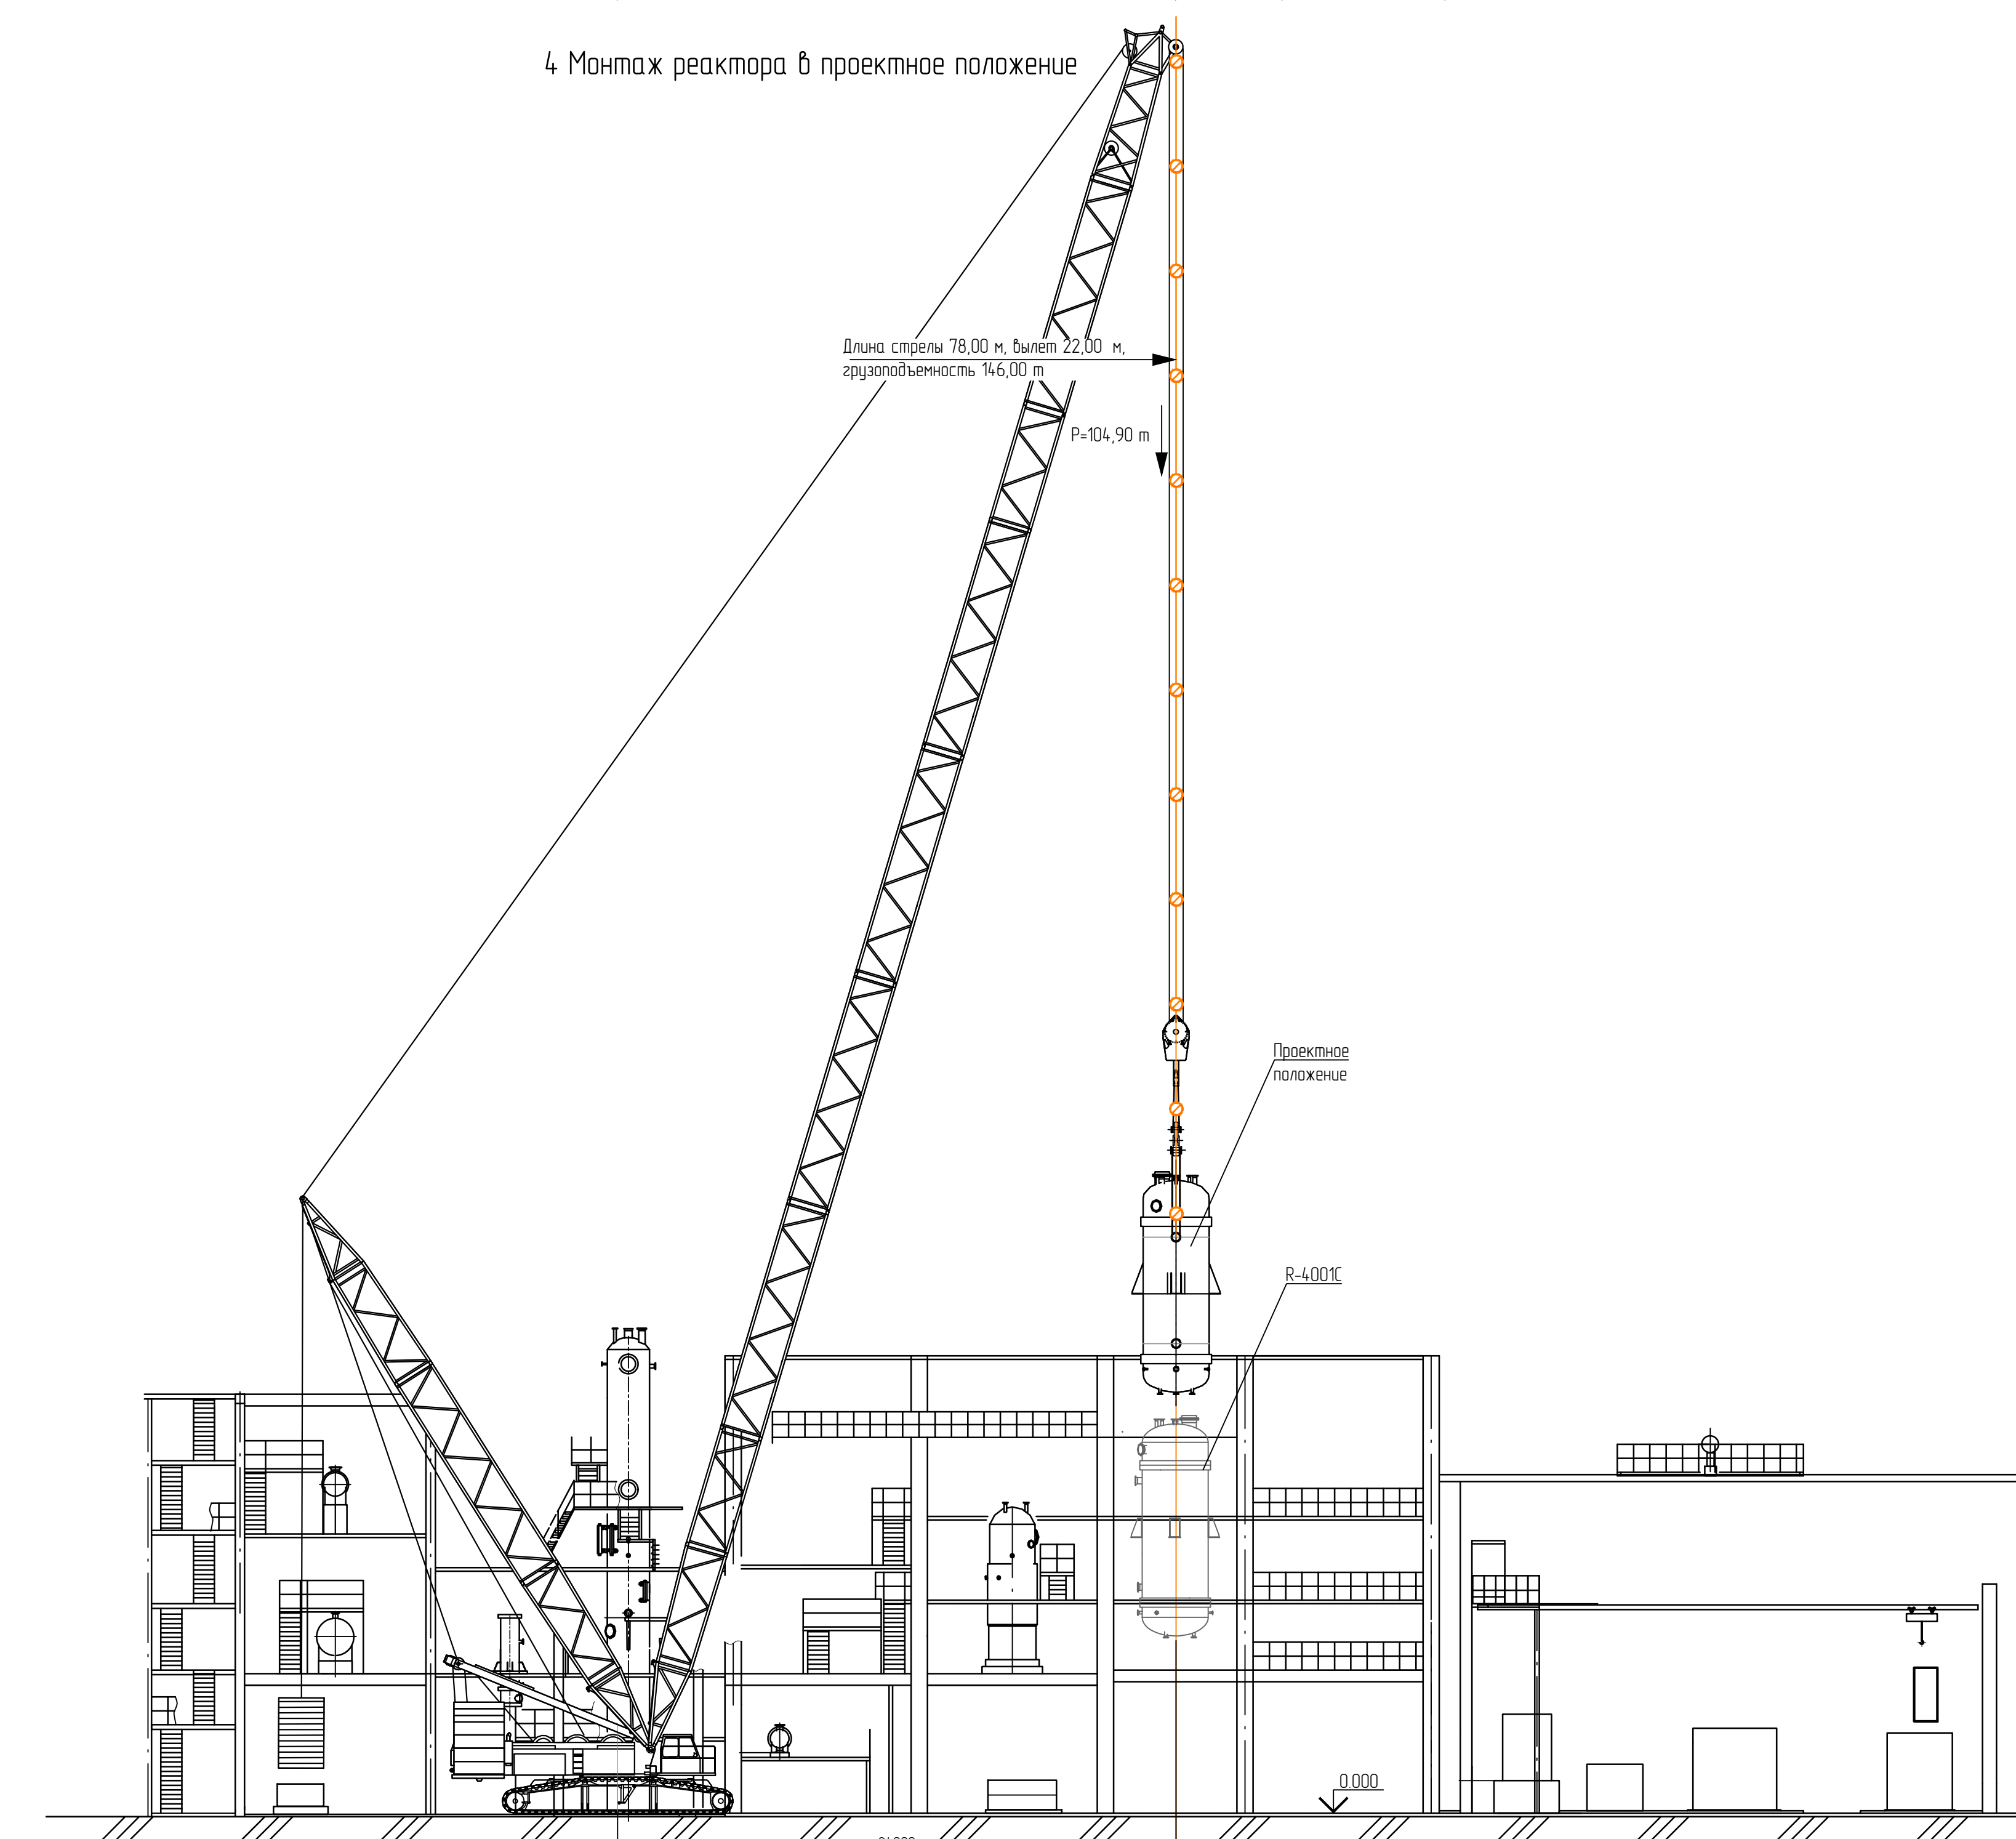 4 Монтаж реактора в проектное положение
Длина стрелы 78,00 м, вылет 22,00 м,
грузоподъемность 146,00 т
Р=104,90 т
Проектное
положение
R-4001C
0.000